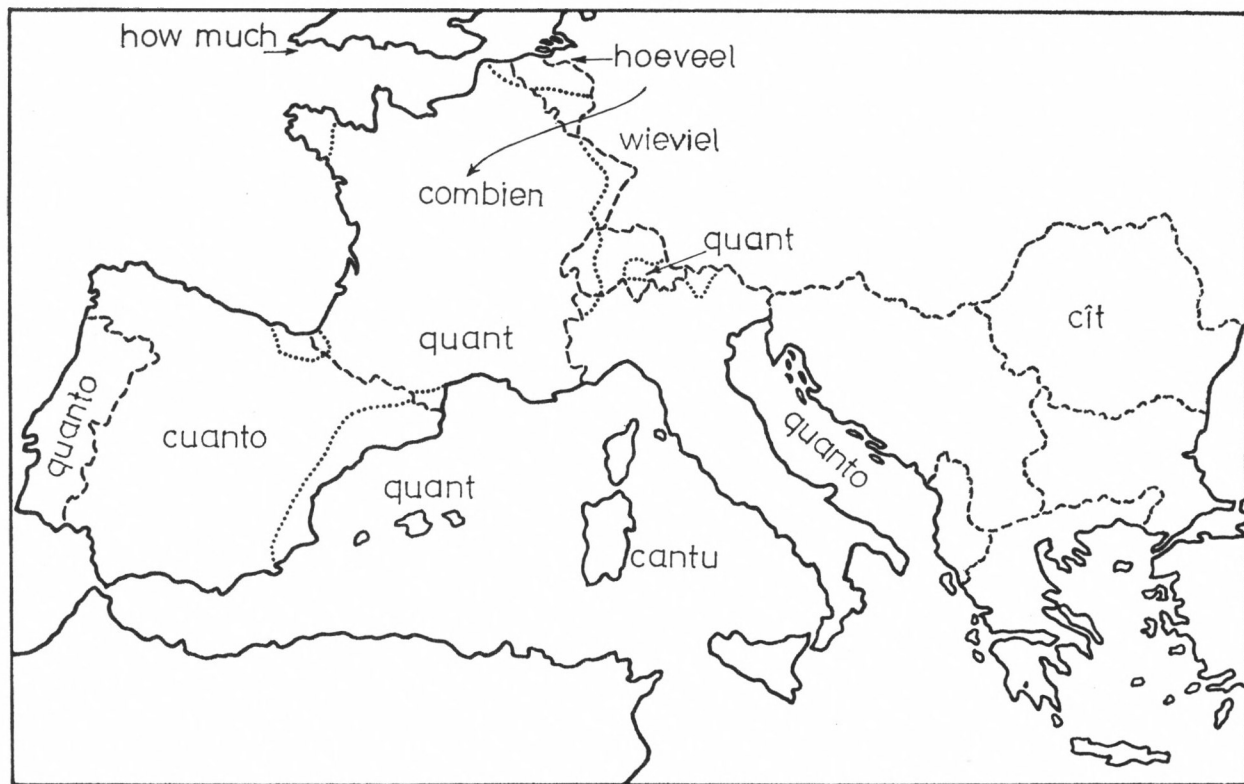 how much
hoeveel
wieviel
combien
quant
cît
quant
quanto
cuanto
quanto
quant
cantu